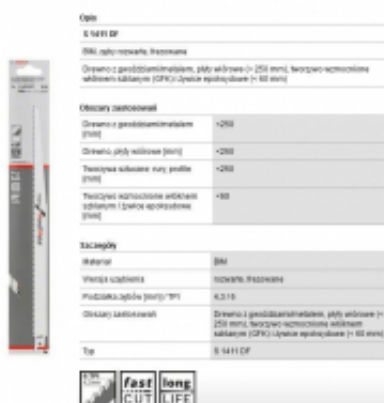 Opis
S 1411 DF
BIM, zęby rozwarte, frezowane
Drewno z gwoździami/metalem, płyty wiórowe (< 250 mm), tworzywo wzmocnione
włóknem szklanym (GFK) i żywice epoksydowe (< 60 mm)
Obszary zastosowań
Drewno z gwoździami/metalem
[mm]
<250
Drewno, płyty wiórowe [mm]
<250
Tworzywa sztuczne: rury, profile
[mm]
<250
Tworzywo wzmocnione włóknem
szklanym i żywice epoksydowe
[mm]
<60
Szczegóły
Materiał
BIM
Wersja uzębienia
rozwarte, frezowane
Podziałka zębów [mm] / TPI
Obszary zastosowań
Drewno z gwoździami/metalem, płyty wiórowe (<
250 mm), tworzywo wzmocnione włóknem
szklanym (GFK) i żywice epoksydowe (< 60 mm)
Typ
S 1411 DF
fast
CUT
long
LIFE